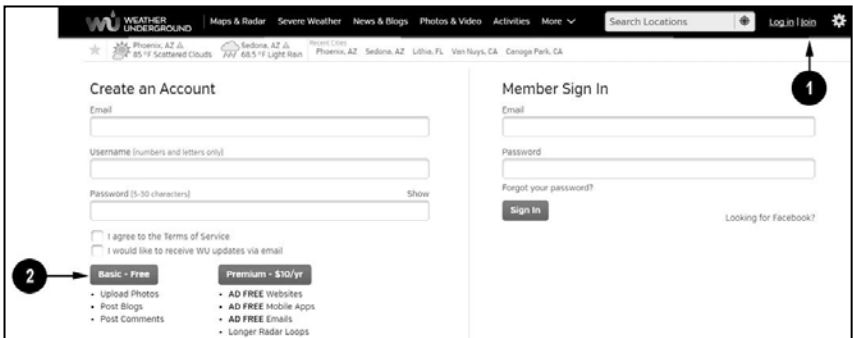 WEATHER UNDERGROUND
Maps & Radar Severe Weather News & Blogs Photos & Video Activities More Search Locations Log in | Join
Phoenix, AZ
85 °F Scattered Clouds
Sedona, AZ
68.5 °F Light Rain
Recent Cities
Phoenix, AZ Sedona, AZ Lithia, FL Van Nuys, CA Canoga Park, CA
1
Create an Account
Email
Username (numbers and letters only)
Password (5-30 characters) Show
I agree to the Terms of Service
I would like to receive WU updates via email
2
Basic - Free
• Upload Photos
• Post Blogs
• Post Comments
Premium - $10/yr
• AD FREE Websites
• AD FREE Mobile Apps
• AD FREE Emails
• Longer Radar Loops
Member Sign In
Email
Password
Forgot your password?
Sign In
Looking for Facebook?